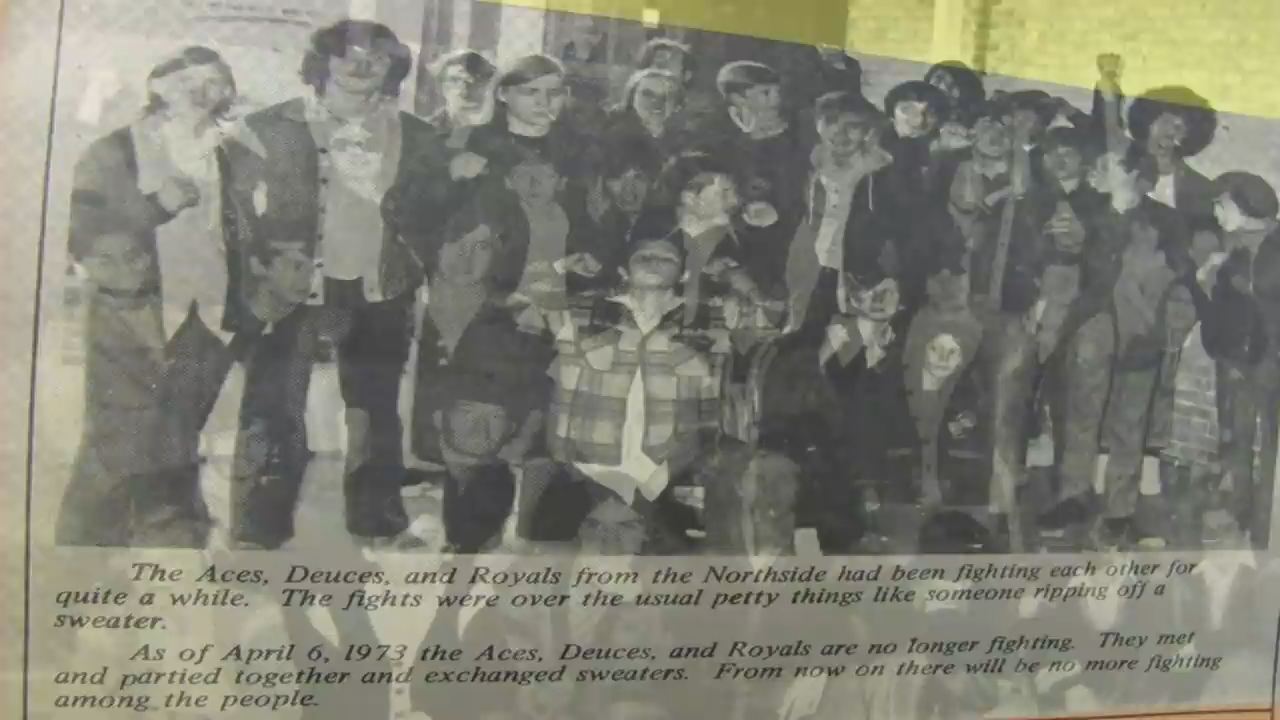 The Aces, Deuces, and Royals from the Northside had been fighting each other for
quite a while. The fights were over the usual petty things like someone ripping off a
sweater.
As of April 6, 1973 the Aces, Deuces, and Royals are no longer fighting. They met
and partied together and exchanged sweaters. From now on there will be no more fighting
among the people.